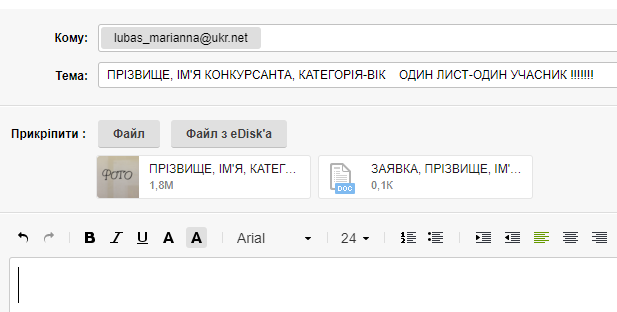 Кому: lubas_marianna@ukr.net
Тема: ПРІЗВИЩЕ, ІМ'Я КОНКУРСАНТА, КАТЕГОРІЯ-ВІК ОДИН ЛИСТ-ОДИН УЧАСНИК !!!!!!!
Прикріпити : Файл Файл з eDisk'a
ФОТО ПРІЗВИЩЕ, ІМ'Я, КАТЕГ... ЗАЯВКА, ПРІЗВИЩЕ, ІМ'...
1,8M DOC 0,1K
B I U A A Arial 24